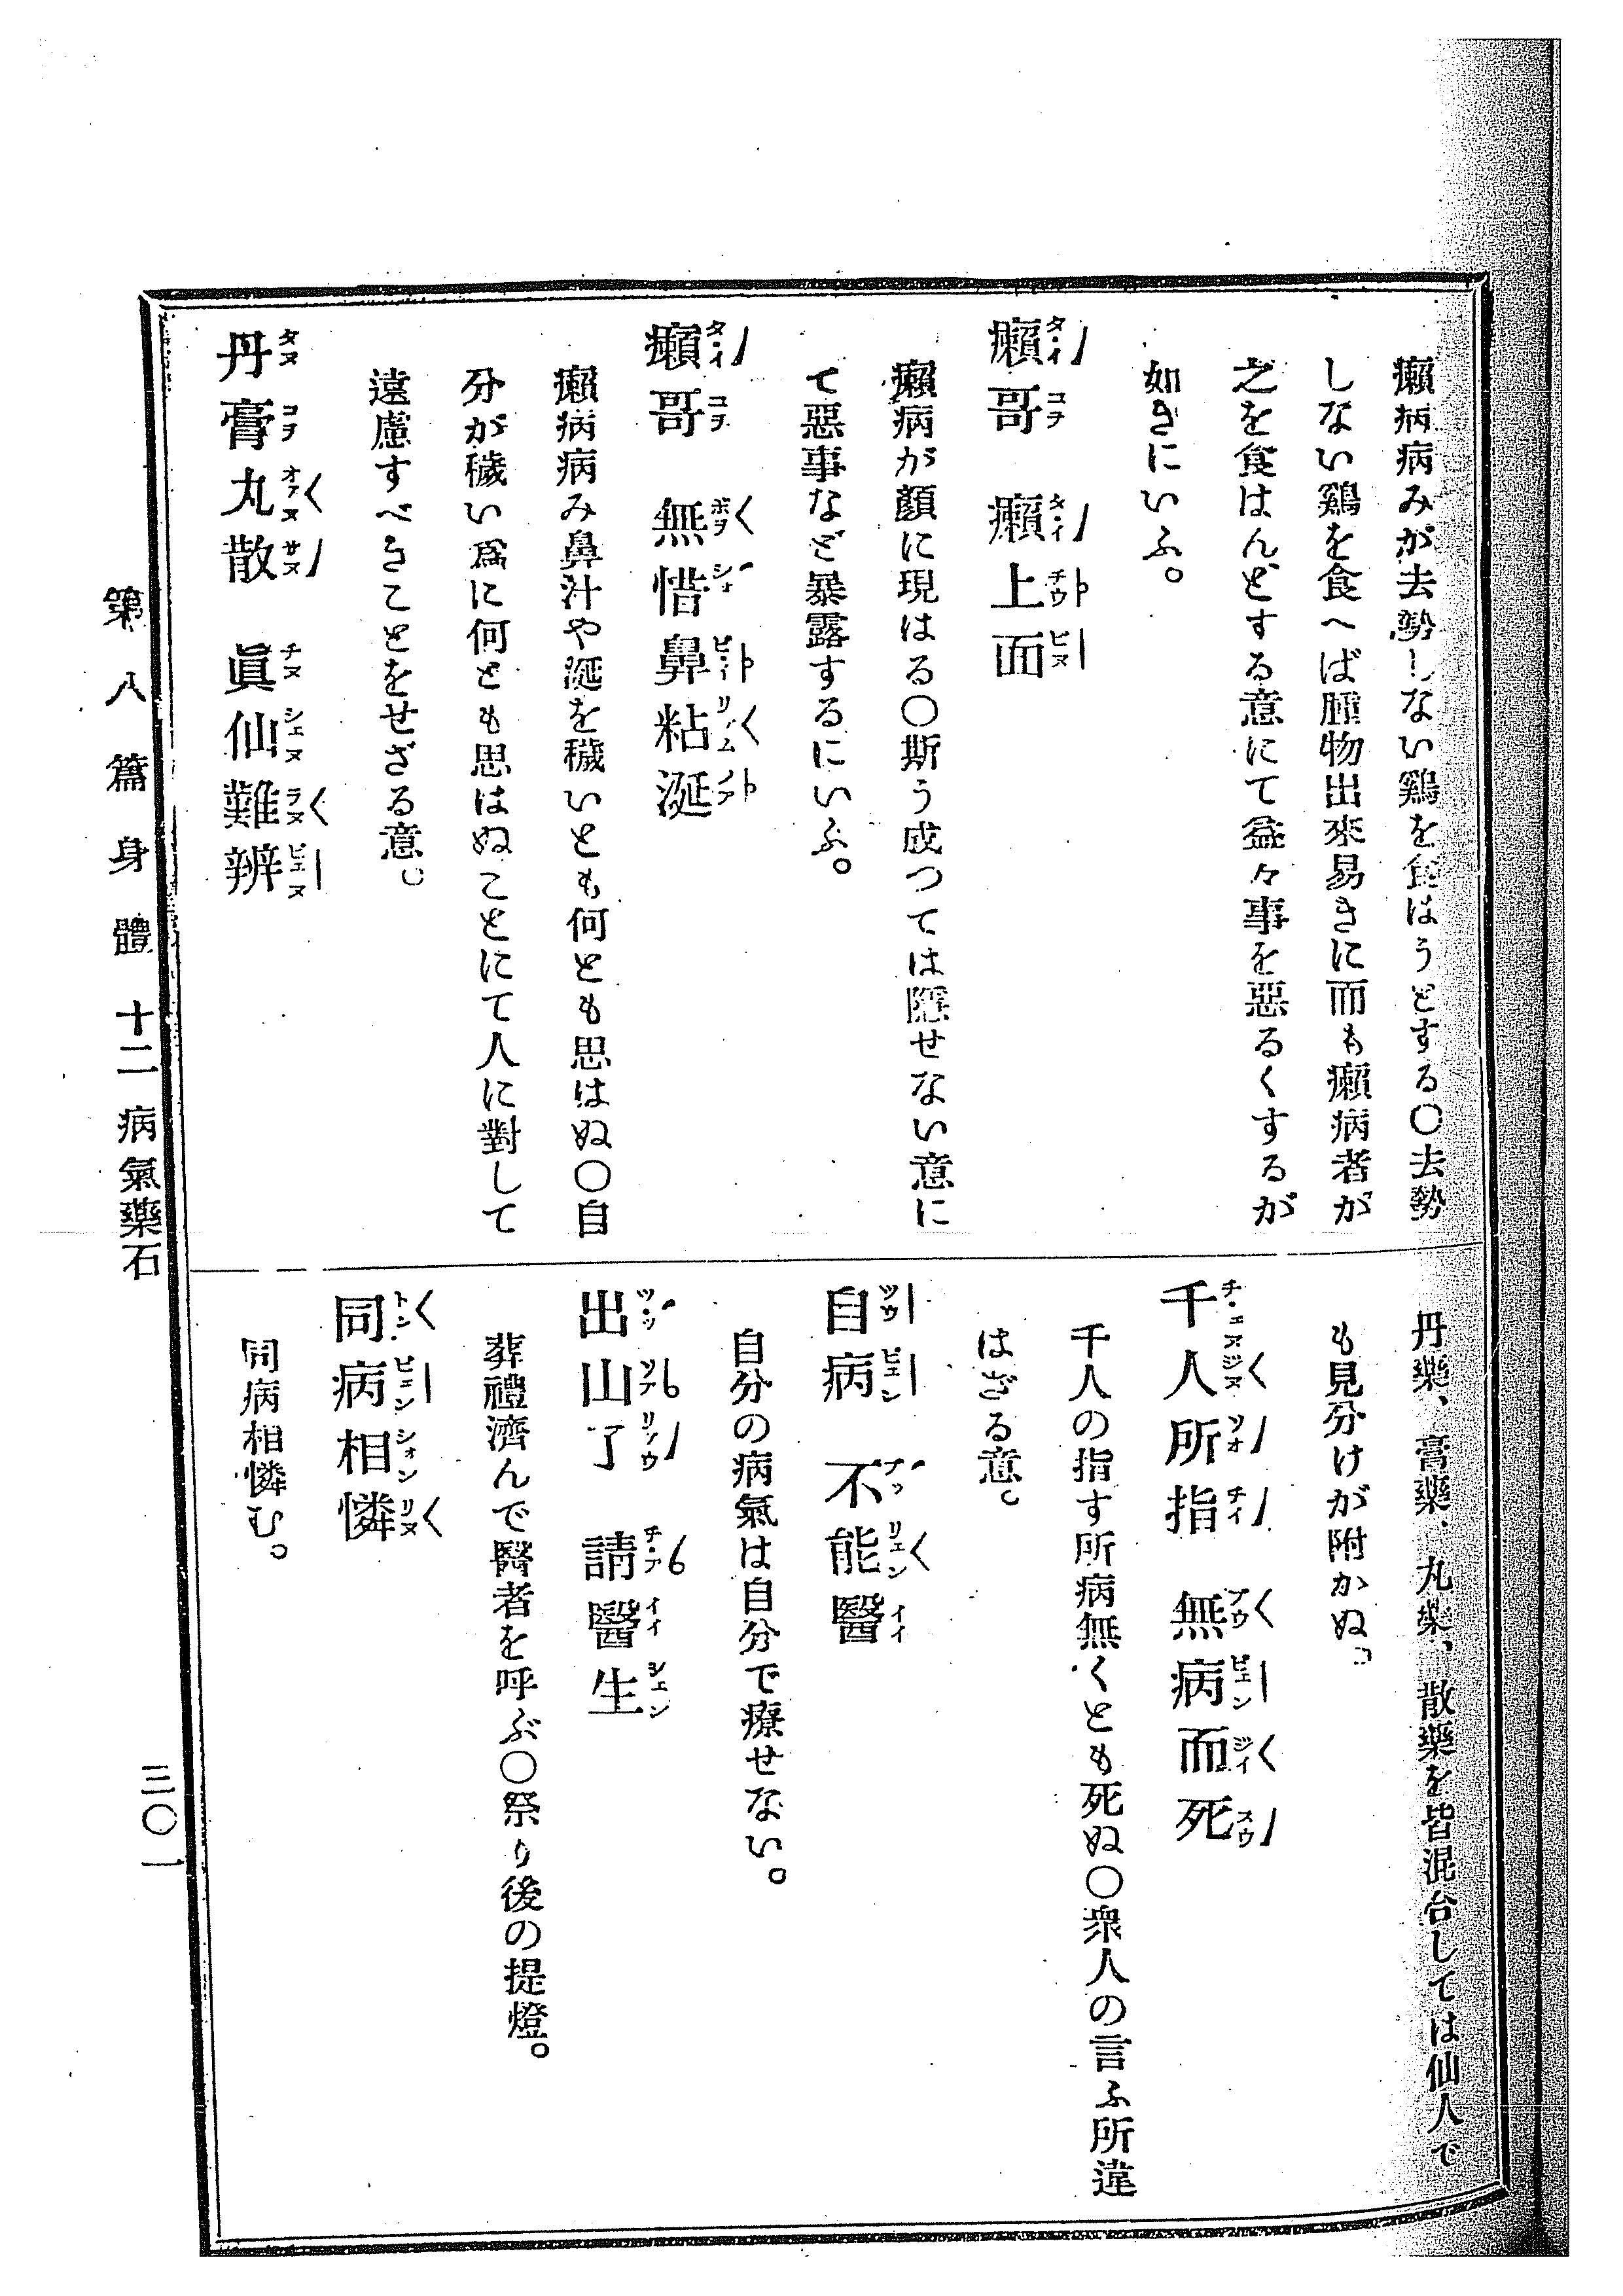 癩病病みが去勢しない鷄を食はうとする〇去勢
しない鷄を食へば腫物出來易きに而も癩病者が
之を食はんとする意にて益々事を惡るくするが
如きにいふ。
癩哥 癩上面
癩病が顏に現はる〇斯う成つては隱せない意に
て惡事など暴露するにいふ。
癩哥 無惜鼻粘涎
癩病病み鼻汁や涎を穢いとも何とも思はぬ〇自
分が穢い爲に何とも思はぬことにて人に對して
遠慮すべきことをせざる意。
丹膏丸散 眞仙難辨
丹藥、膏藥、丸藥、散藥を皆混合しては仙人で
も見分けが附かぬ。
千人所指 無病而死
千人の指す所病無くとも死ぬ〇衆人の言ふ所違
はざる意。
自病 不能醫
自分の病氣は自分で療せない。
出山了 請醫生
葬禮濟んで醫者を呼ぶ〇祭り後の提燈。
同病相憐
同病相憐む。
第八篇 身體 十二 病氣藥石
三〇一